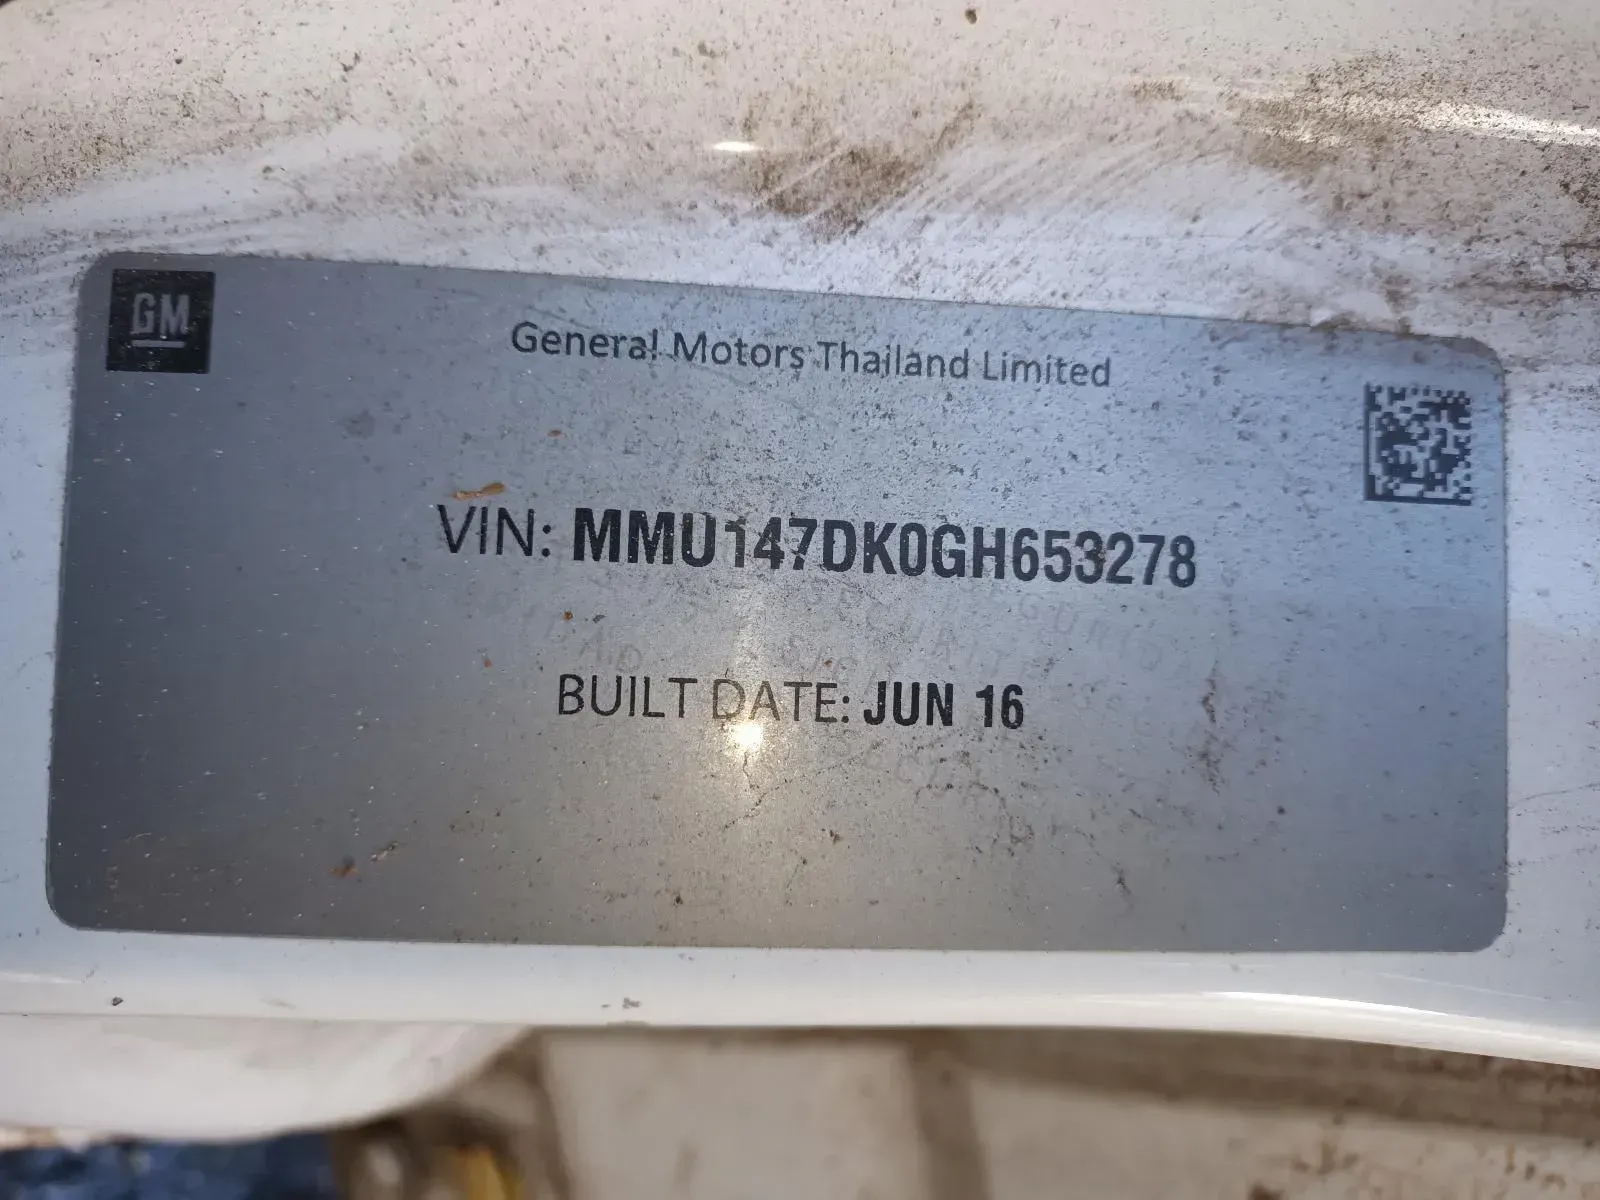 GM
General Motors Thailand Limited
VIN: MMU147DK0GH653278
BUILT DATE: JUN 16